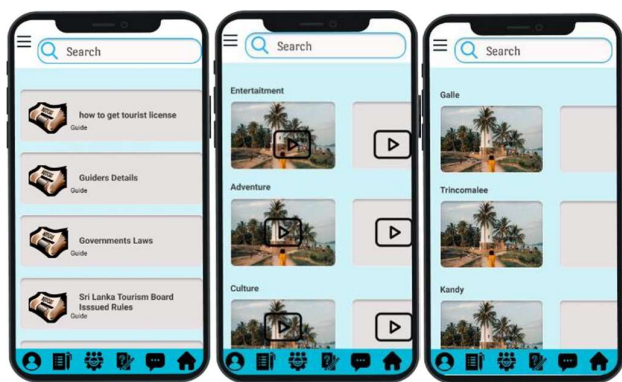 Search
how to get tourist license
Guide
Guiders Details
Guide
Governments Laws
Guide
Sri Lanka Tourism Board
Isssued Rules
Guide
Search
Entertaitment
Adventure
Culture
Search
Galle
Trincomalee
Kandy